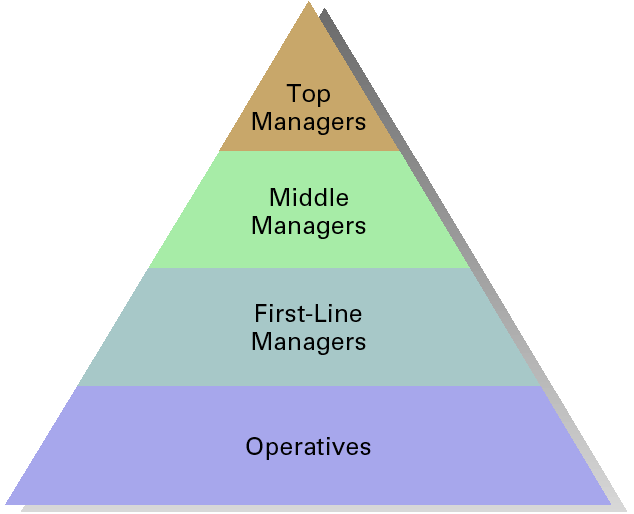 Top
Managers
Middle
Managers
First-Line
Managers
Operatives